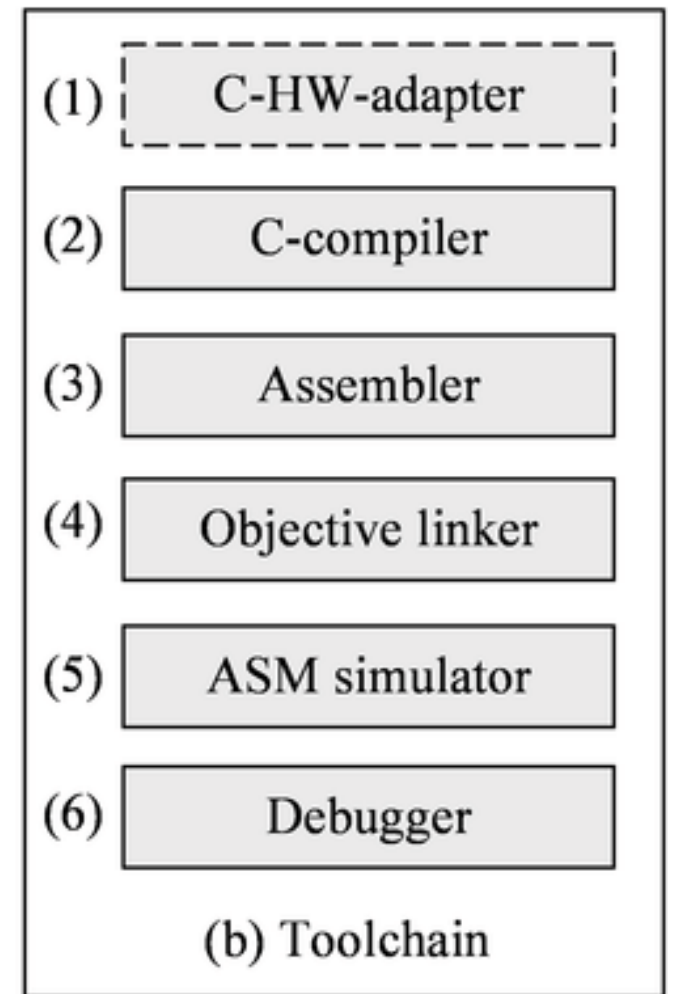 (1) C-HW-adapter
(2) C-compiler
(3) Assembler
(4) Objective linker
(5) ASM simulator
(6) Debugger
(b) Toolchain